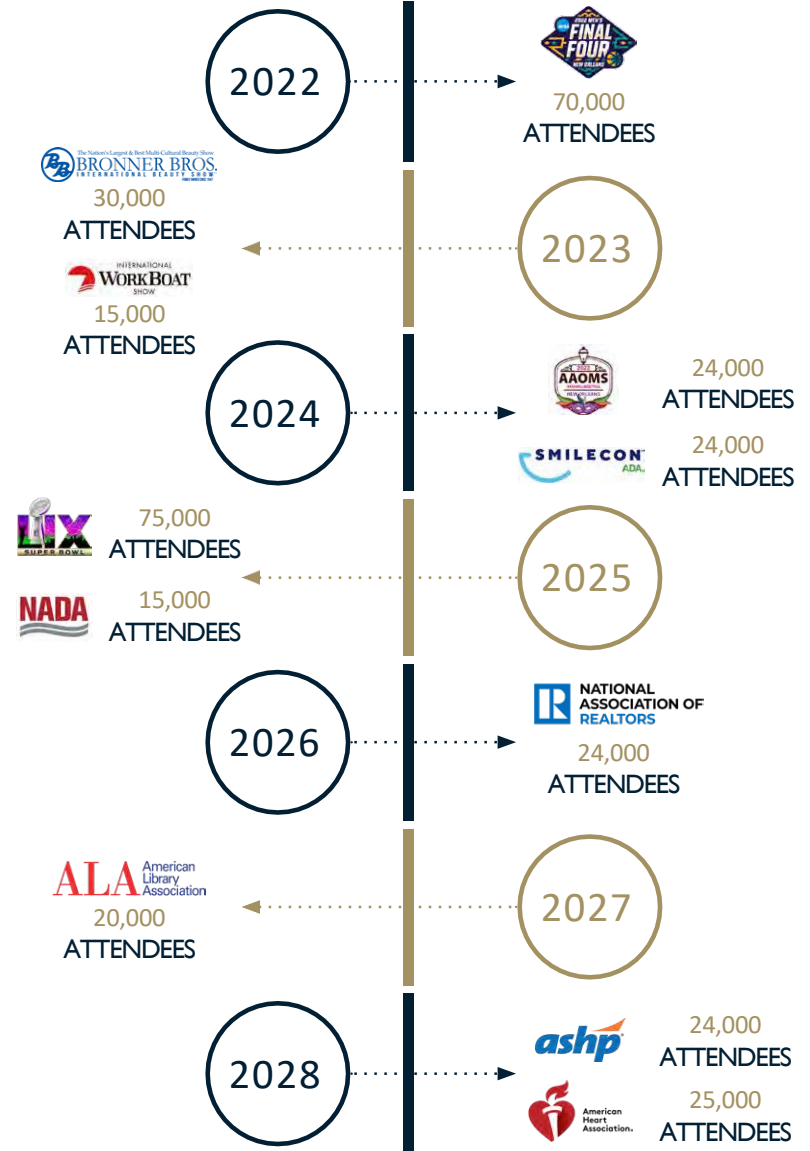 2022
2022 MEN'S
FINAL
FOUR
NEW ORLEANS
70,000
ATTENDEES
The Nation's Largest & Best Multi-Cultural Beauty Show
BB
BRONNER BROS.
INTERNATIONAL BEAUTY SHOW
30,000
ATTENDEES
INTERNATIONAL
WORKBOAT
SHOW
15,000
ATTENDEES
2023
2024
AAOMS
NEW ORLEANS
24,000
ATTENDEES
SMILECON
ADA
24,000
ATTENDEES
LIX
SUPER BOWL
75,000
ATTENDEES
NADA
15,000
ATTENDEES
2025
2026
R
NATIONAL
ASSOCIATION OF
REALTORS
24,000
ATTENDEES
ALA American
Library
Association
20,000
ATTENDEES
2027
2028
ashp
24,000
ATTENDEES
American
Heart
Association.
25,000
ATTENDEES